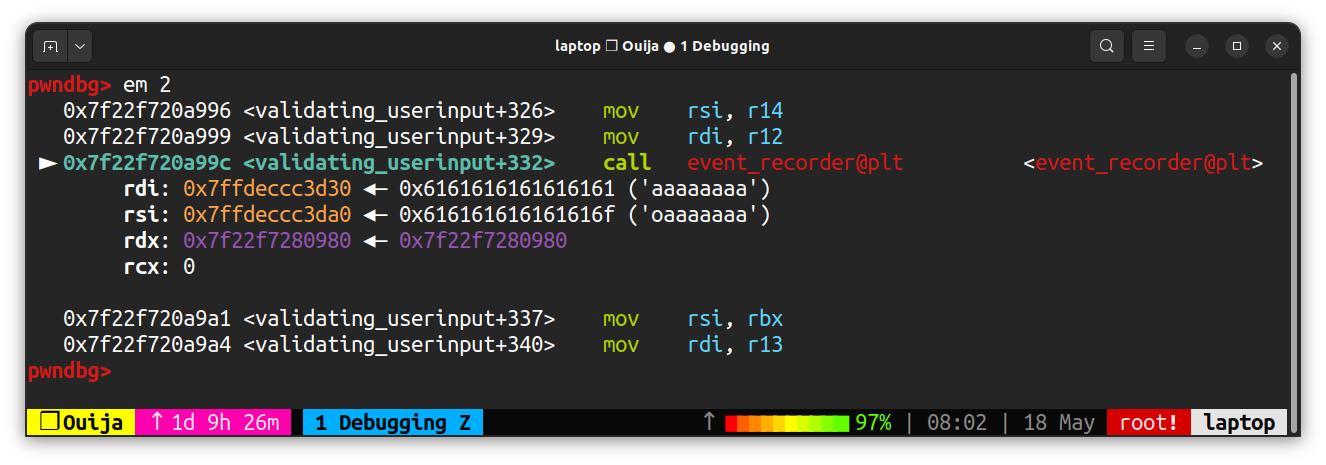 laptop ❐ Ouija ● 1 Debugging
pwndbg> em 2
0x7f22f720a996 <validating_userinput+326> mov rsi, r14
0x7f22f720a999 <validating_userinput+329> mov rdi, r12
► 0x7f22f720a99c <validating_userinput+332> call event_recorder@plt <event_recorder@plt>
rdi: 0x7ffdeccc3d30 ◂— 0x6161616161616161 ('aaaaaaaa')
rsi: 0x7ffdeccc3da0 ◂— 0x616161616161616f ('oaaaaaaa')
rdx: 0x7f22f7280980 ◂— 0x7f22f7280980
rcx: 0
0x7f22f720a9a1 <validating_userinput+337> mov rsi, rbx
0x7f22f720a9a4 <validating_userinput+340> mov rdi, r13
pwndbg>
❐ Ouija ↑ 1d 9h 26m 1 Debugging Z ↑ 97% | 08:02 | 18 May root! laptop